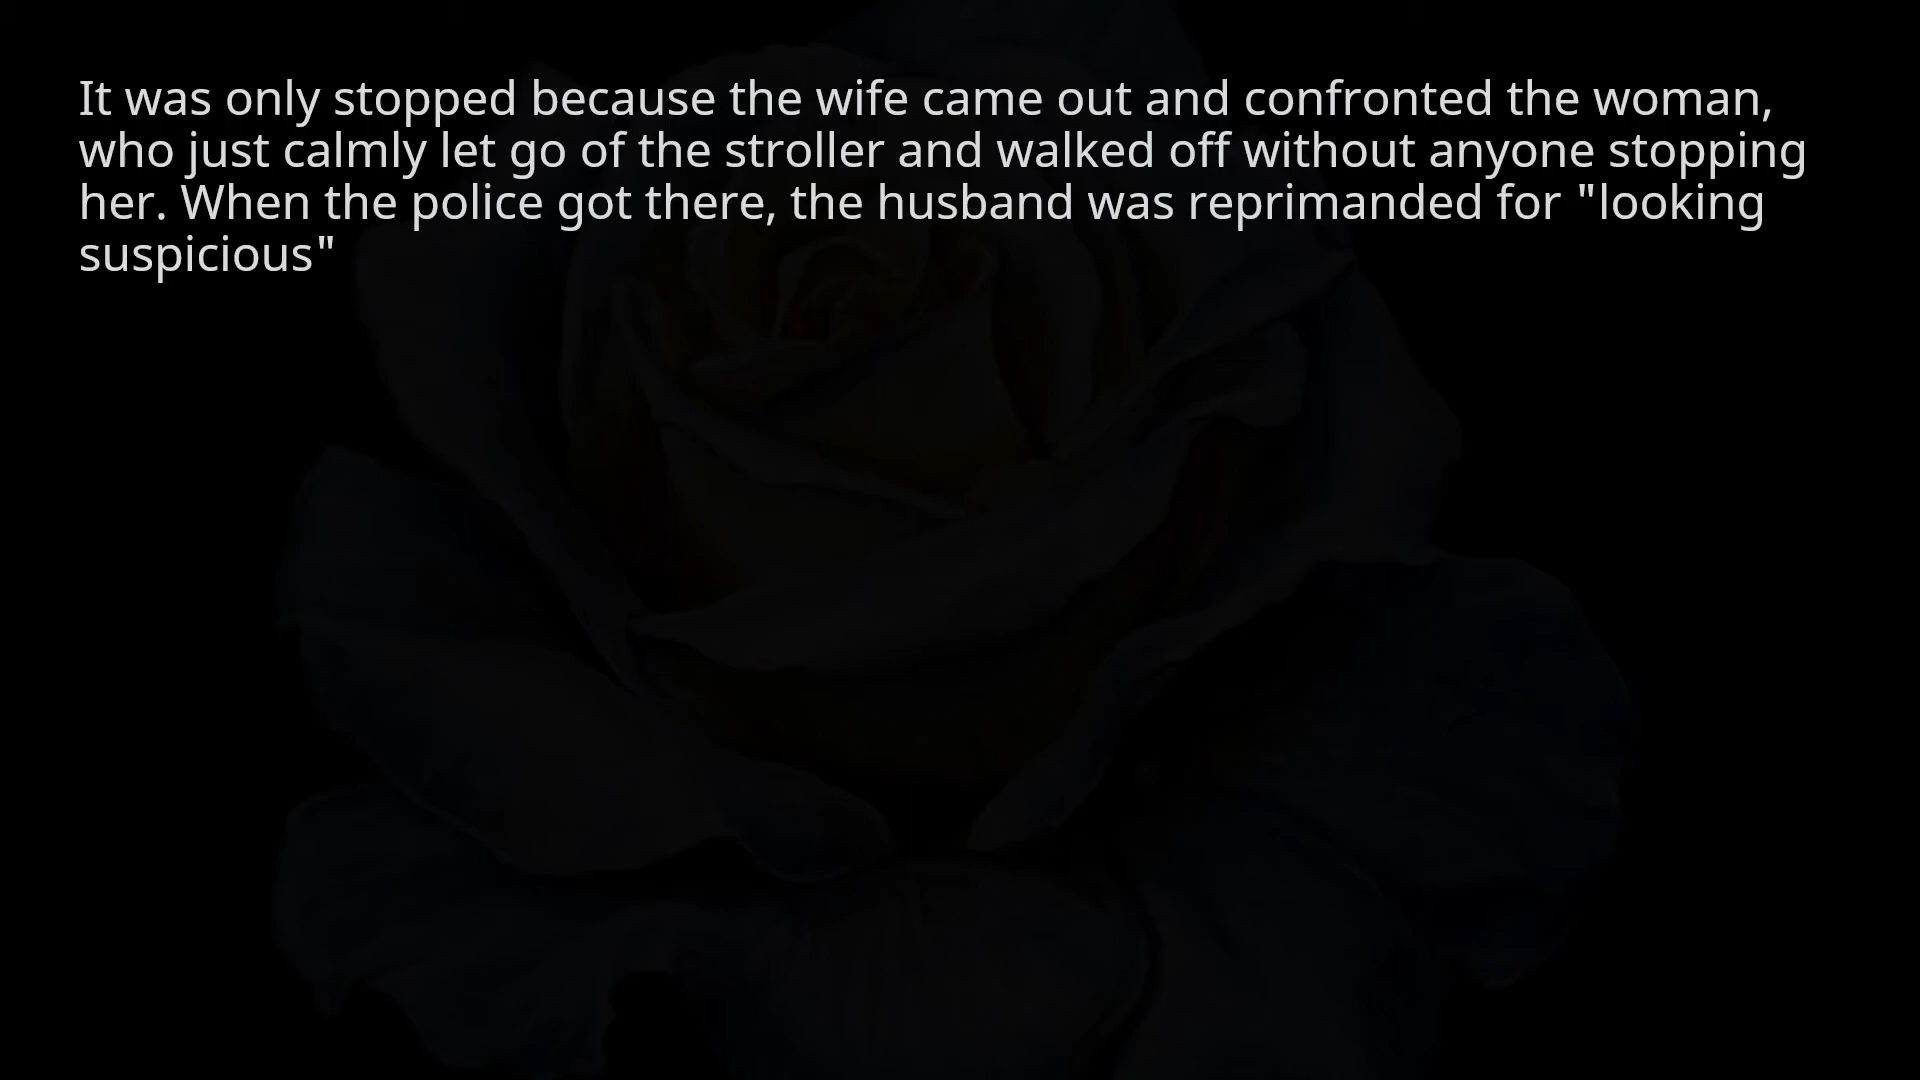 It was only stopped because the wife came out and confronted the woman,
who just calmly let go of the stroller and walked off without anyone stopping
her. When the police got there, the husband was reprimanded for "looking
suspicious"